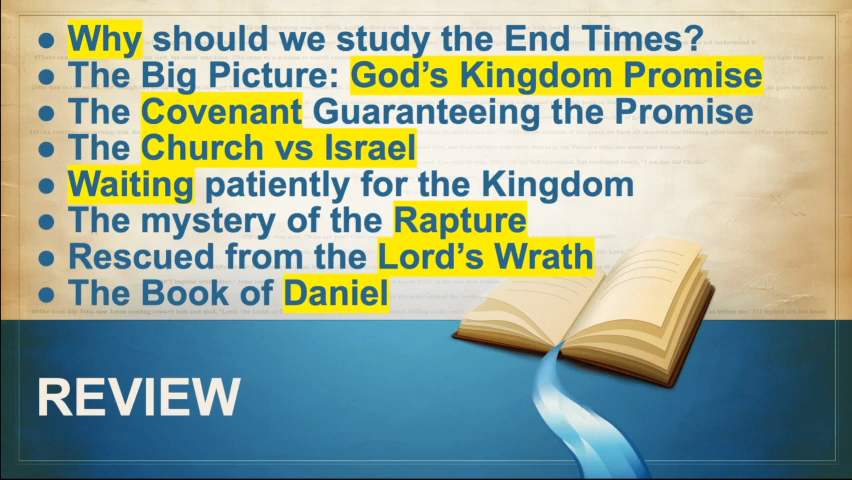 ● Why should we study the End Times?
● The Big Picture: God's Kingdom Promise
● The Covenant Guaranteeing the Promise
● The Church vs Israel
● Waiting patiently for the Kingdom
● The mystery of the Rapture
● Rescued from the Lord's Wrath
● The Book of Daniel
REVIEW